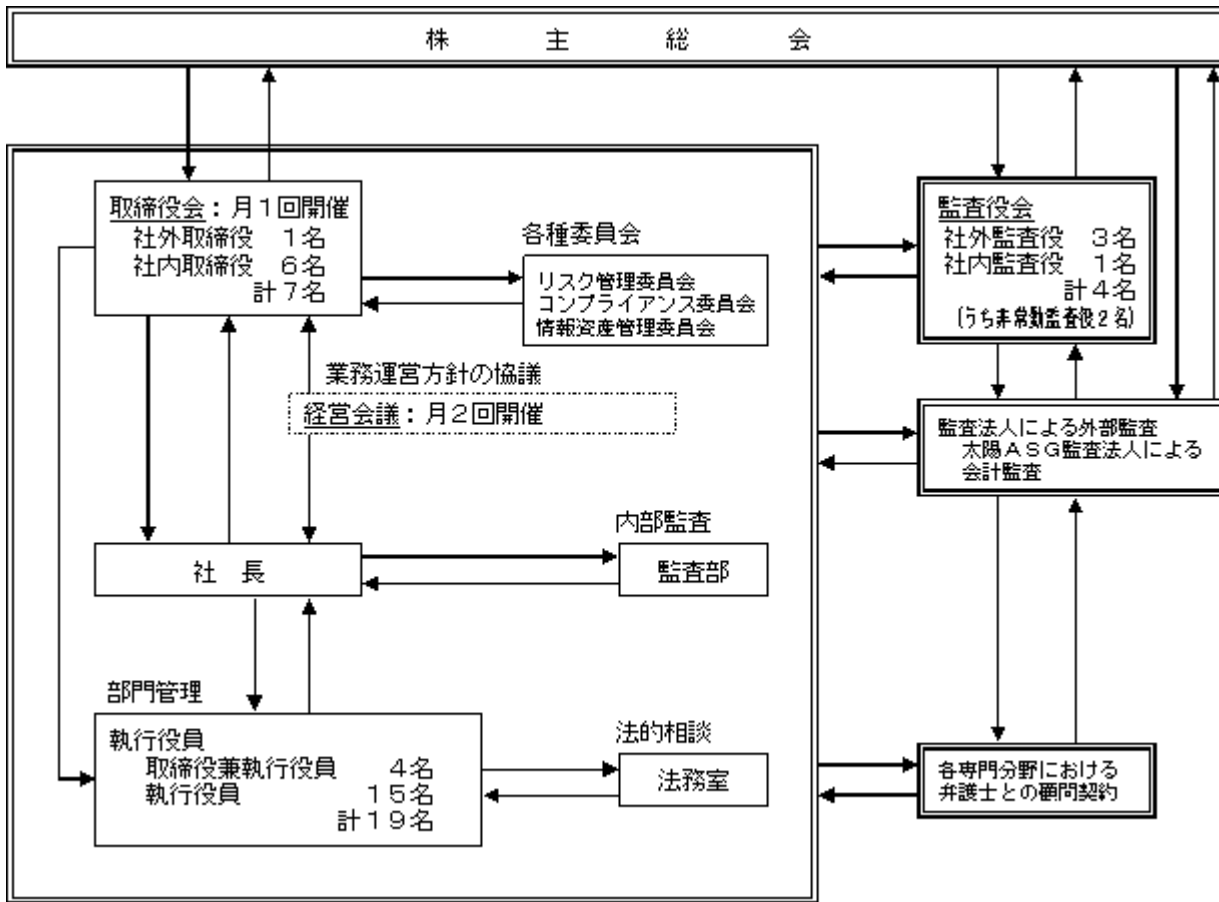 株主総会
取締役会：月１回開催
社外取締役　１名
社内取締役　６名
計７名
各種委員会
リスク管理委員会
コンプライアンス委員会
情報資産管理委員会
監査役会
社外監査役　３名
社内監査役　１名
計４名
(うち非常勤監査役２名)
業務運営方針の協議
経営会議：月２回開催
監査法人による外部監査
太陽ＡＳＧ監査法人による
会計監査
社　長
内部監査
監査部
部門管理
執行役員
取締役兼執行役員　４名
執行役員　１５名
計１９名
法的相談
法務室
各専門分野における
弁護士との顧問契約